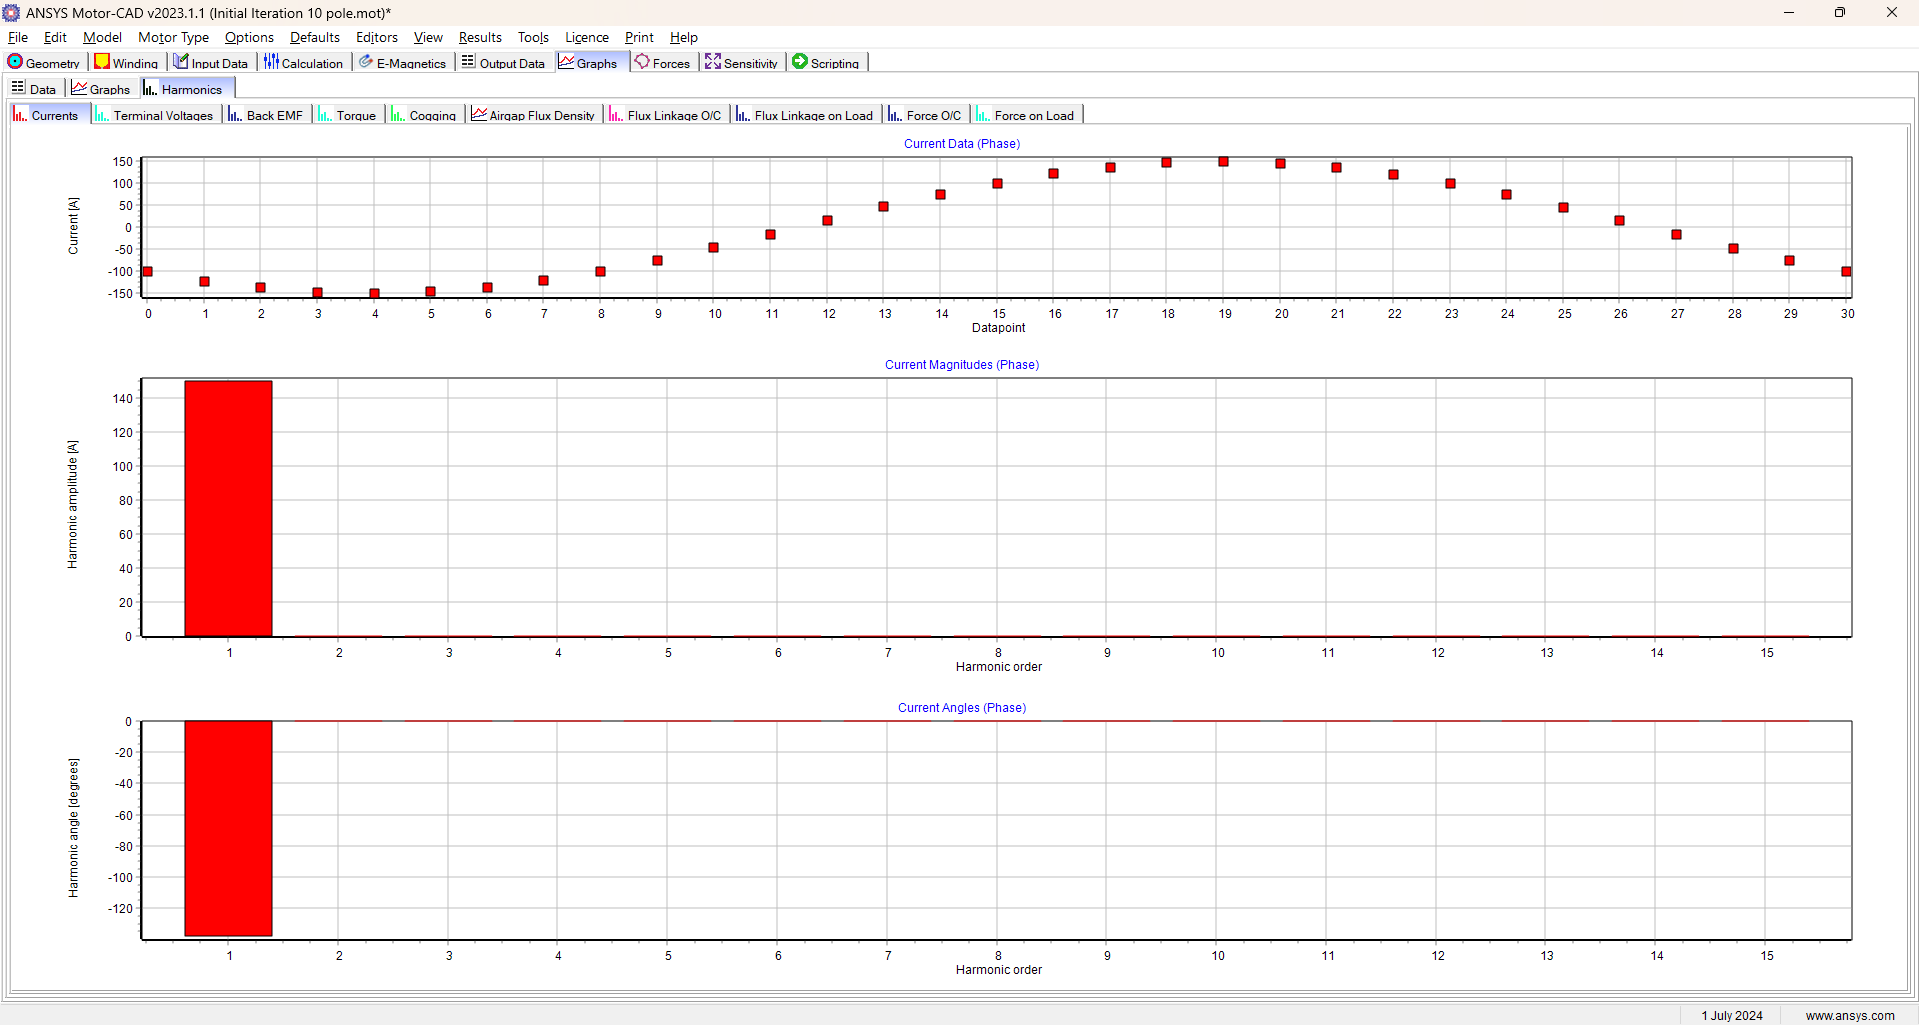 ANSYS Motor-CAD v2023.1.1 (Initial Iteration 10 pole.mot)*
File Edit Model Motor Type Options Defaults Editors View Results Tools Licence Print Help
Geometry Winding Input Data Calculation E-Magnetics Output Data Graphs Forces Sensitivity Scripting
Data Graphs Harmonics
Currents Terminal Voltages Back EMF Torque Cogging Airgap Flux Density Flux Linkage O/C Flux Linkage on Load Force O/C Force on Load
Current Data (Phase)
Current [A]
150
100
50
0
-50
-100
-150
0 1 2 3 4 5 6 7 8 9 10 11 12 13 14 15 16 17 18 19 20 21 22 23 24 25 26 27 28 29 30
Datapoint
Current Magnitudes (Phase)
Harmonic amplitude [A]
140
120
100
80
60
40
20
0
1 2 3 4 5 6 7 8 9 10 11 12 13 14 15
Harmonic order
Current Angles (Phase)
Harmonic angle [degrees]
0
-20
-40
-60
-80
-100
-120
1 2 3 4 5 6 7 8 9 10 11 12 13 14 15
Harmonic order
1 July 2024 www.ansys.com